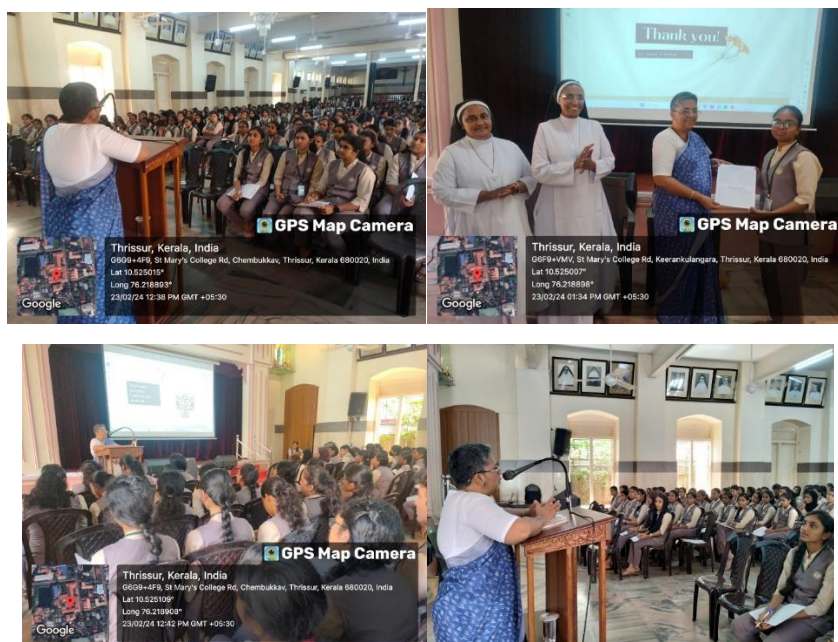 GPS Map Camera
Thrissur, Kerala, India
G6G9+4F9, St Mary's College Rd, Chembukkav, Thrissur, Kerala 680020, India
Lat 10.525015°
Long 76.218893°
23/02/24 12:38 PM GMT +05:30
Google
Thank you!
GPS Map Camera
Thrissur, Kerala, India
G6F9+VMV, St Mary's College Rd, Keerankulangara, Thrissur, Kerala 680020, India
Lat 10.525007°
Long 76.218898°
23/02/24 01:34 PM GMT +05:30
Google
GPS Map Camera
Thrissur, Kerala, India
G6G9+4F9, St Mary's College Rd, Chembukkav, Thrissur, Kerala 680020, India
Lat 10.525109°
Long 76.218908°
23/02/24 12:42 PM GMT +05:30
Google